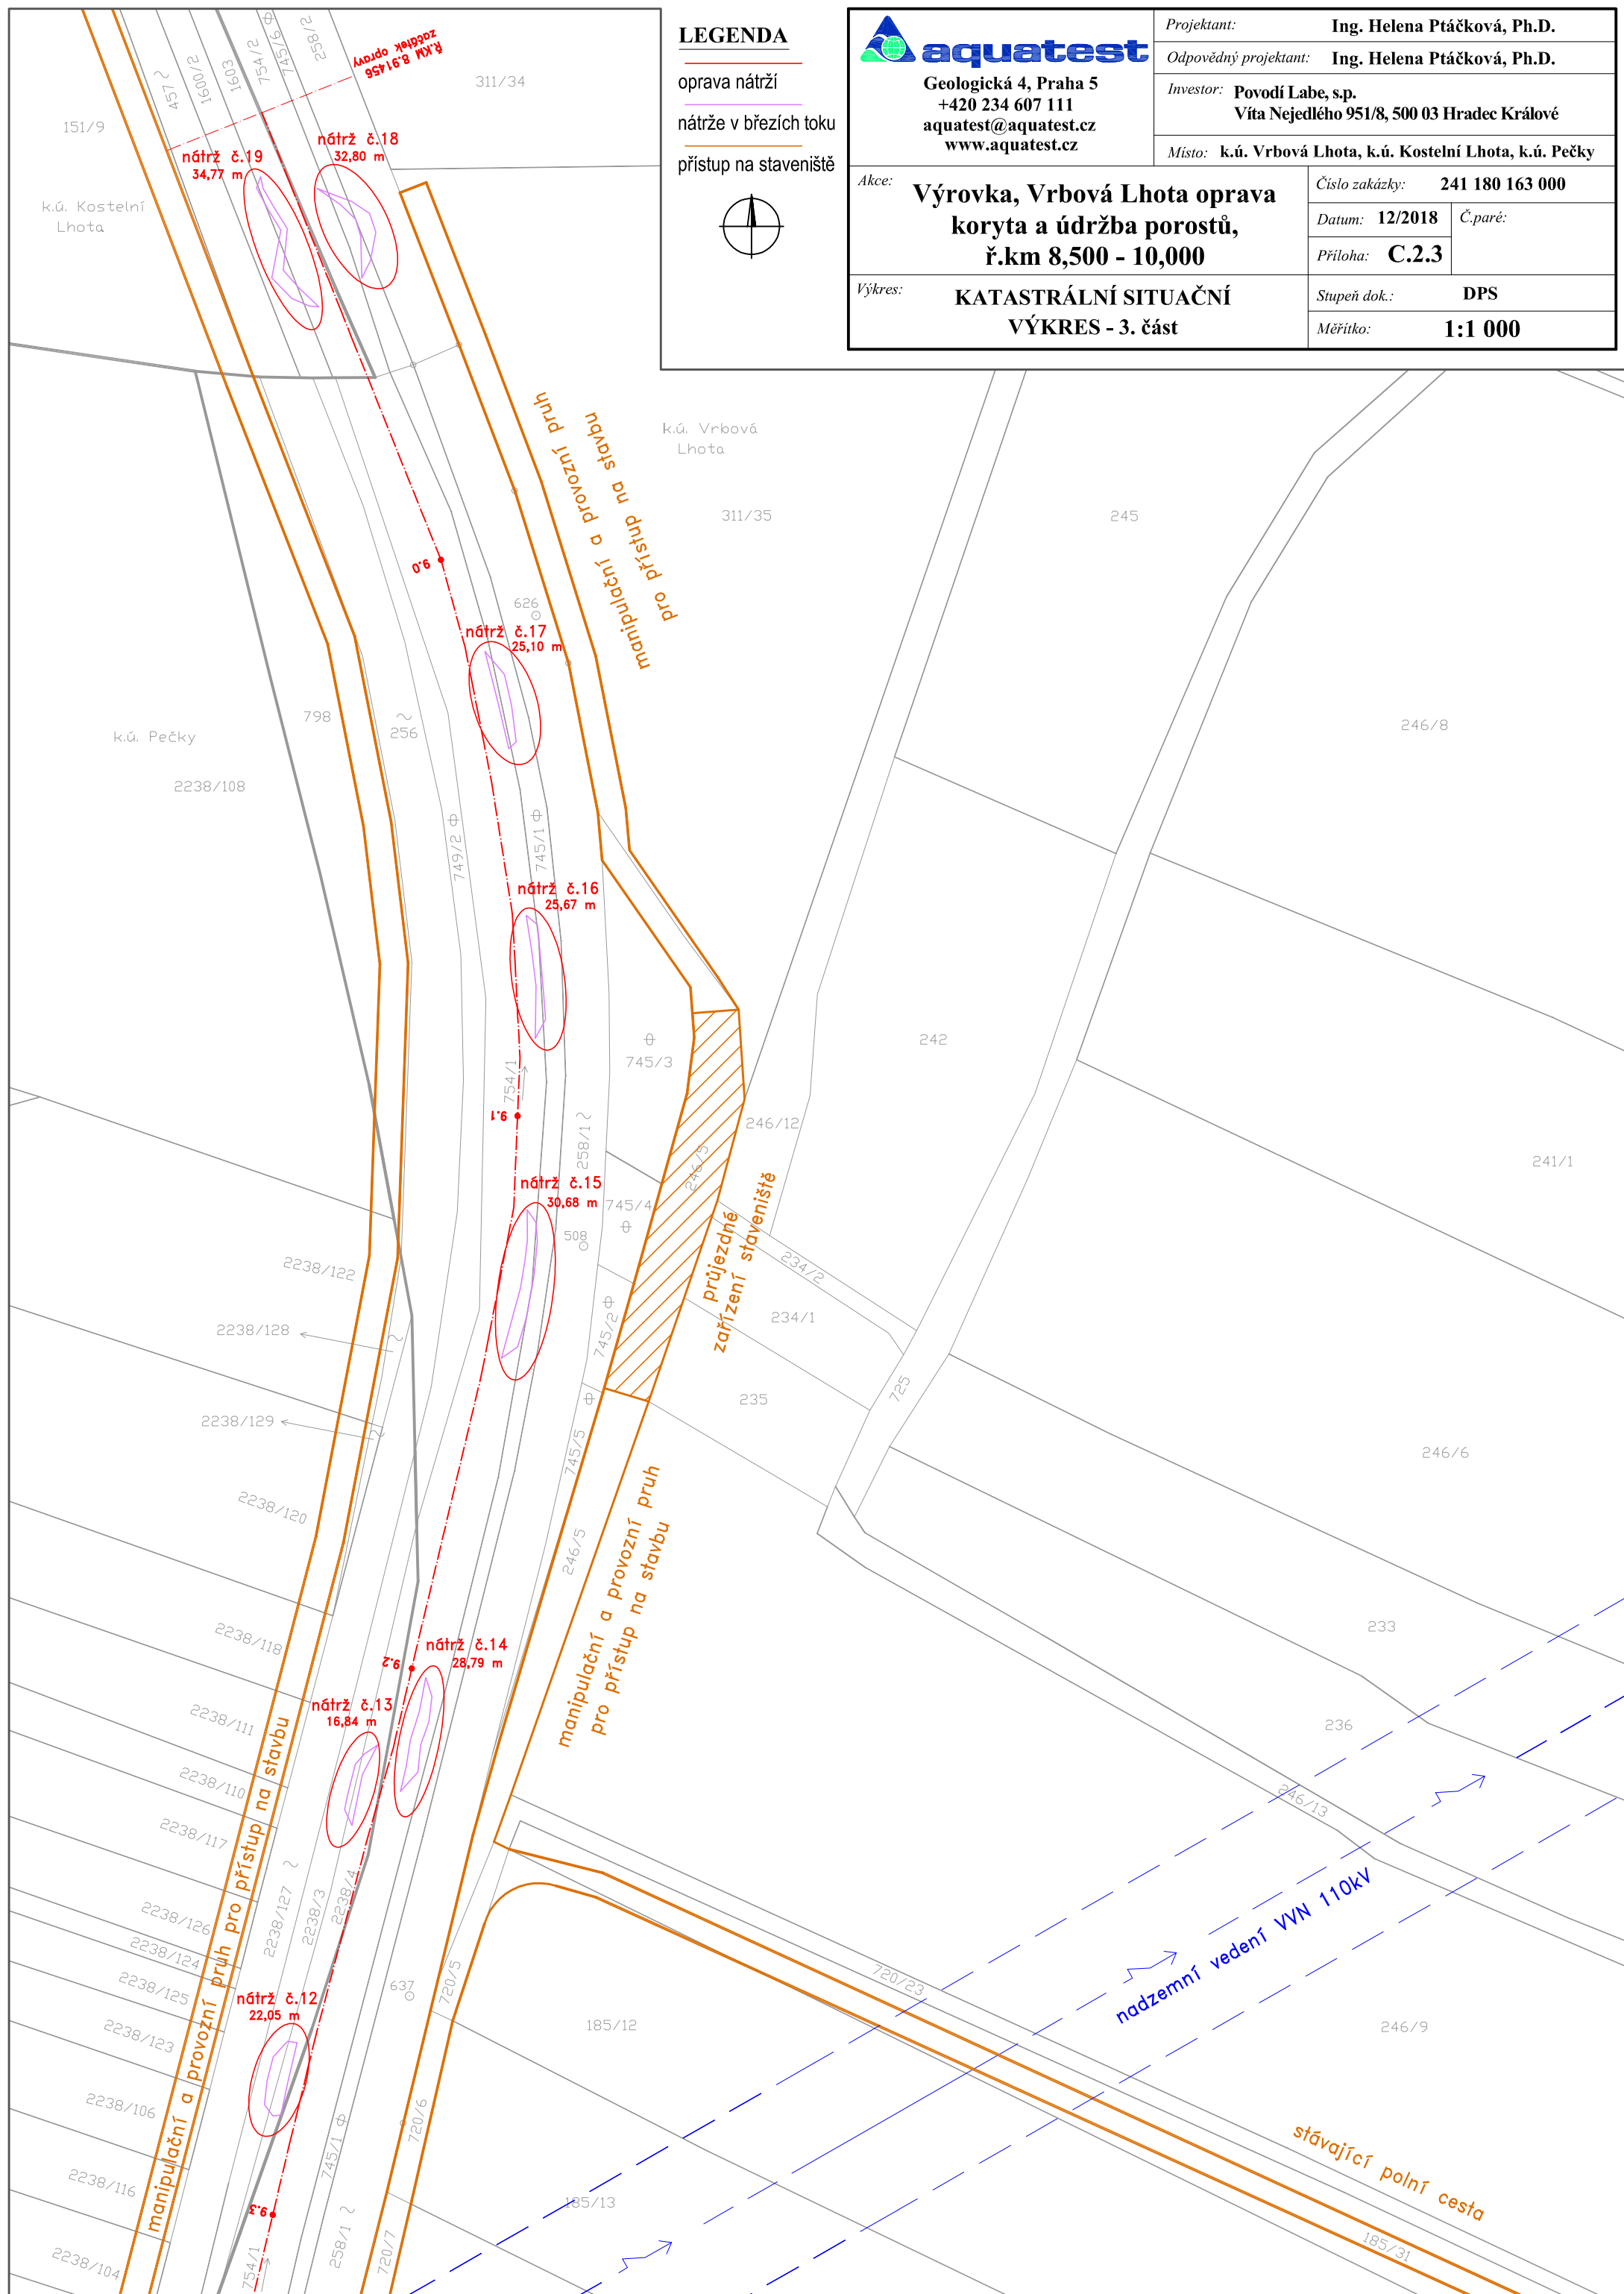 LEGENDA
oprava nátrží
nátrže v březích toku
přístup na staveniště
aquatest
Geologická 4, Praha 5
+420 234 607 111
aquatest@aquatest.cz
www.aquatest.cz
Projektant: Ing. Helena Ptáčková, Ph.D.
Odpovědný projektant: Ing. Helena Ptáčková, Ph.D.
Investor: Povodí Labe, s.p.
Víta Nejedlého 951/8, 500 03 Hradec Králové
Místo: k.ú. Vrbová Lhota, k.ú. Kostelní Lhota, k.ú. Pečky
Akce: Výrovka, Vrbová Lhota oprava
koryta a údržba porostů,
ř.km 8,500 - 10,000
Číslo zakázky: 241 180 163 000
Datum: 12/2018 Č.paré:
Příloha: C.2.3
Výkres: KATASTRÁLNÍ SITUAČNÍ
VÝKRES - 3. část
Stupeň dok.: DPS
Měřítko: 1:1 000
457
1600/2
1603
754/2
745/6
258/2
Ř.KM 8.91456
začátek opravy
311/34
151/9
nátrž č.19
34,77 m
nátrž č.18
32,80 m
k.ú. Kostelní
Lhota
manipulační a provozní pruh
pro přístup na stavbu
k.ú. Vrbová
Lhota
311/35
245
9.0
626
nátrž č.17
25,10 m
798
256
k.ú. Pečky
2238/108
246/8
749/2
745/1
nátrž č.16
25,67 m
745/3
242
754/1
9.1
258/1
246/12
246/5
241/1
nátrž č.15
30,68 m
745/4
508
průjezdné
zařízení staveniště
234/2
234/1
2238/122
2238/128
745/2
235
725
2238/129
745/5
246/6
2238/120
246/5
manipulační a provozní pruh
pro přístup na stavbu
2238/118
233
9.2
nátrž č.14
28,79 m
nátrž č.13
16,84 m
2238/111
236
2238/110
246/13
2238/117
2238/126
2238/127
2238/3
2238/4
nadzemní vedení VVN 110kV
2238/124
2238/125
manipulační a provozní pruh pro přístup na stavbu
nátrž č.12
22,05 m
637
720/5
720/23
185/12
246/9
2238/123
2238/106
720/6
745/1
stávající polní cesta
2238/116
185/13
9.3
258/1
720/7
185/31
2238/104
754/1